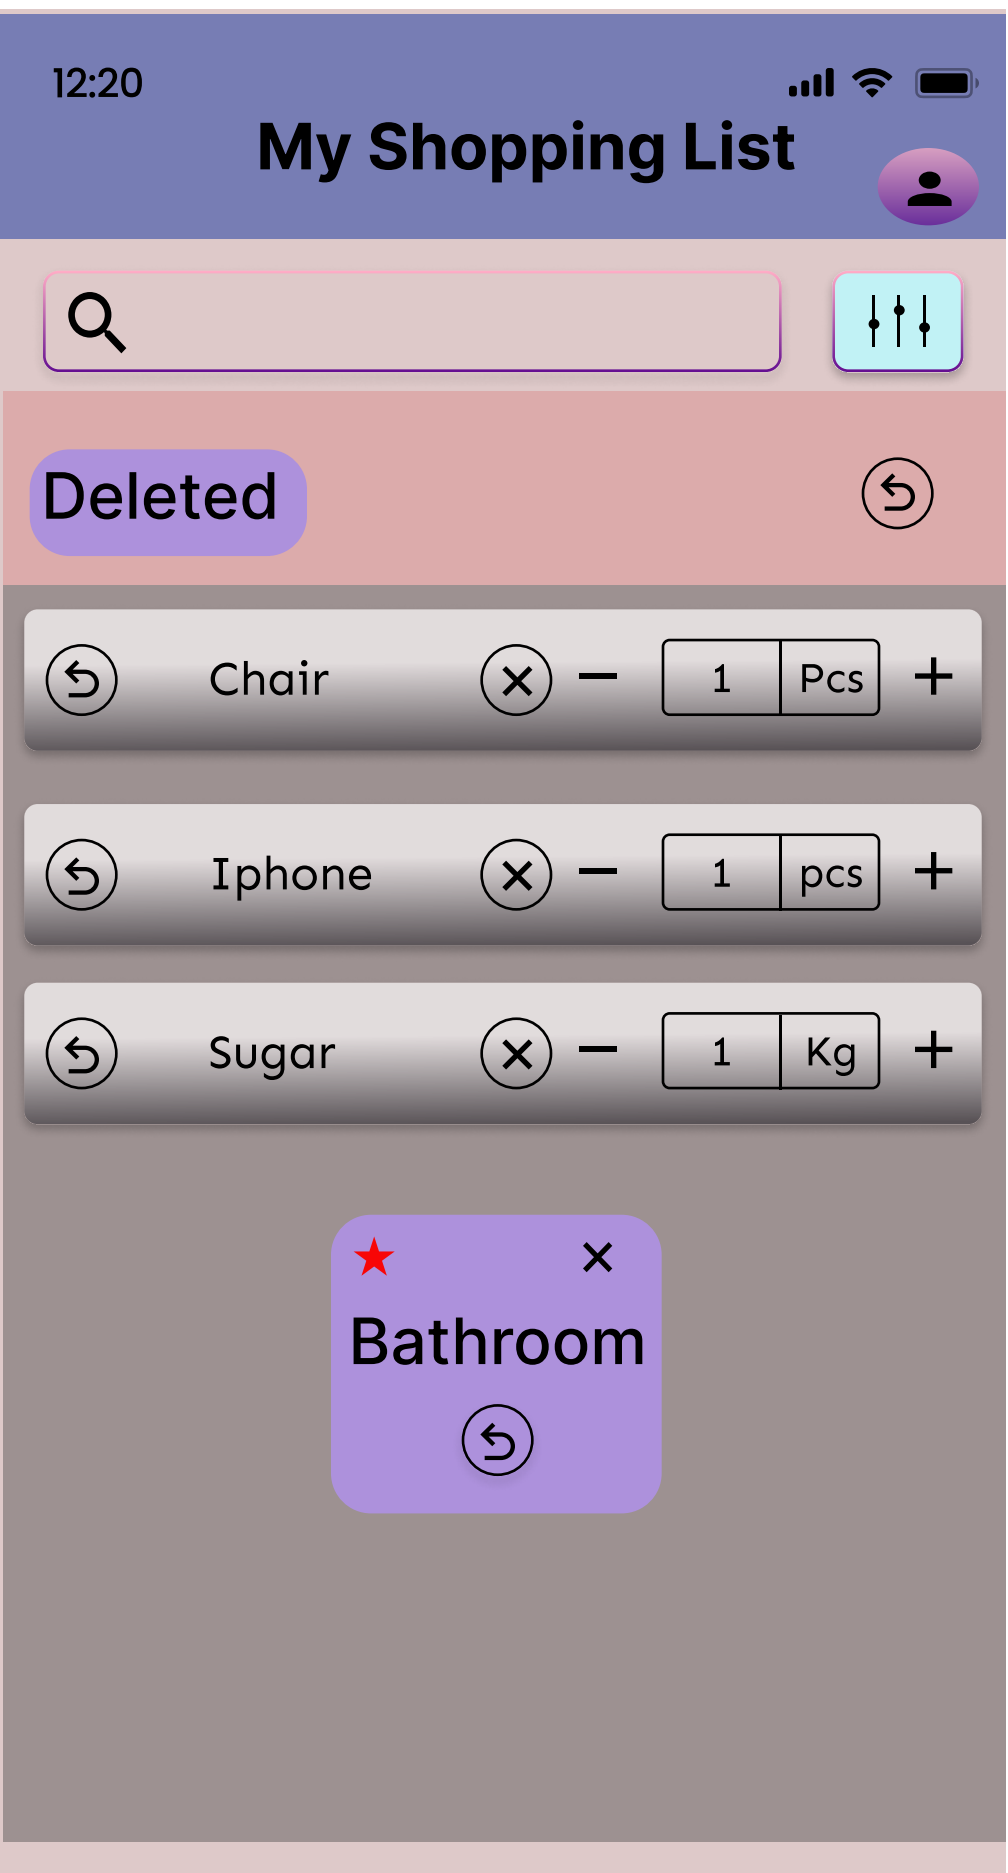 12:20
My Shopping List
Deleted
Chair 1 Pcs
Iphone 1 pcs
Sugar 1 Kg
Bathroom